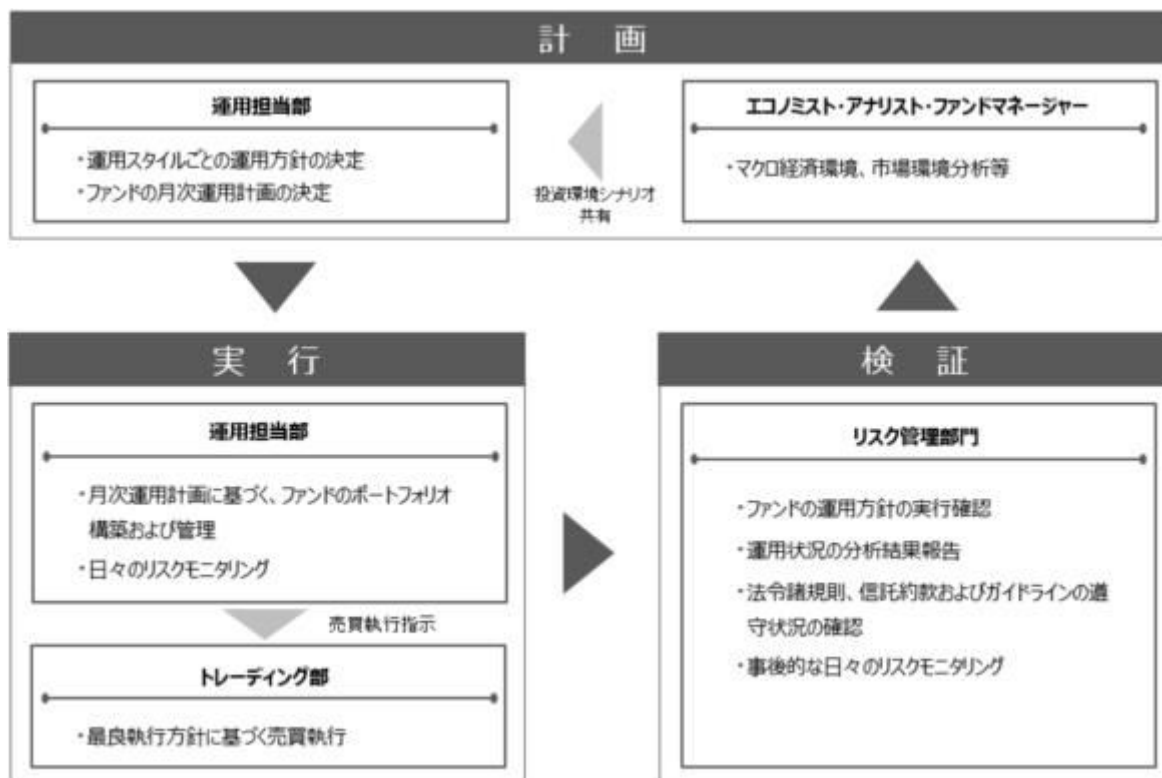 計 画
運用担当部
・運用スタイルごとの運用方針の決定
・ファンドの月次運用計画の決定
投資環境シナリオ
共有
エコノミスト・アナリスト・ファンドマネージャー
・マクロ経済環境、市場環境分析等
実 行
運用担当部
・月次運用計画に基づく、ファンドのポートフォリオ
構築および管理
・日々のリスクモニタリング
売買執行指示
トレーディング部
・最良執行方針に基づく売買執行
検 証
リスク管理部門
・ファンドの運用方針の実行確認
・運用状況の分析結果報告
・法令諸規則、信託約款およびガイドラインの遵
守状況の確認
・事後的な日々のリスクモニタリング